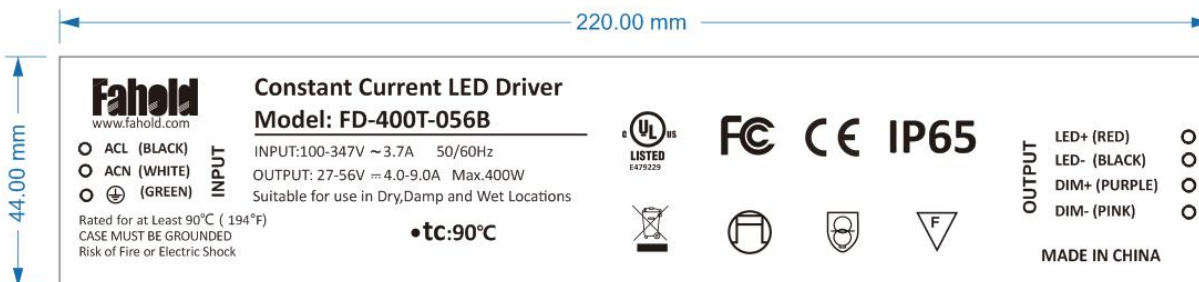 220.00 mm
44.00 mm
Fahold
www.fahold.com
ACL (BLACK)
ACN (WHITE)
(GREEN)
INPUT
Rated for at Least 90℃ ( 194°F)
CASE MUST BE GROUNDED
Risk of Fire or Electric Shock
Constant Current LED Driver
Model: FD-400T-056B
INPUT:100-347V ~ 3.7A 50/60Hz
OUTPUT: 27-56V ⎓ 4.0-9.0A Max.400W
Suitable for use in Dry,Damp and Wet Locations
•tc:90℃
c UL us
LISTED
E479229
FC
CE
IP65
F
OUTPUT
LED+ (RED)
LED- (BLACK)
DIM+ (PURPLE)
DIM- (PINK)
MADE IN CHINA